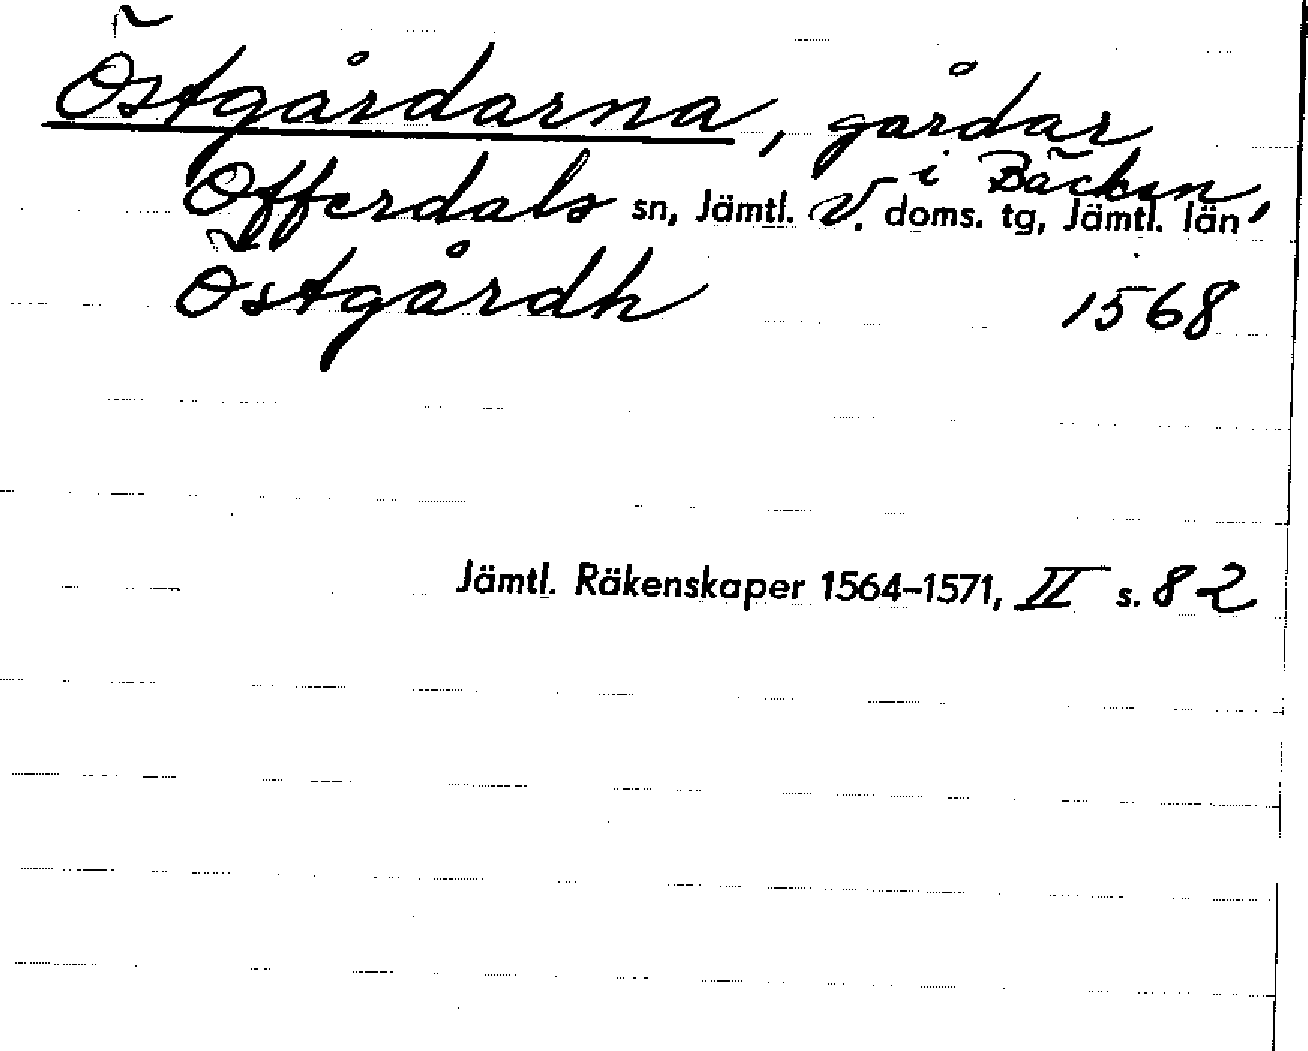 Östgårdarna, gårdar
i Bäcken,
Offerdals sn, Jämtl. V. doms. tg, Jämtl. län
Östgårdh 1568
Jämtl. Räkenskaper 1564–1571, II s. 82